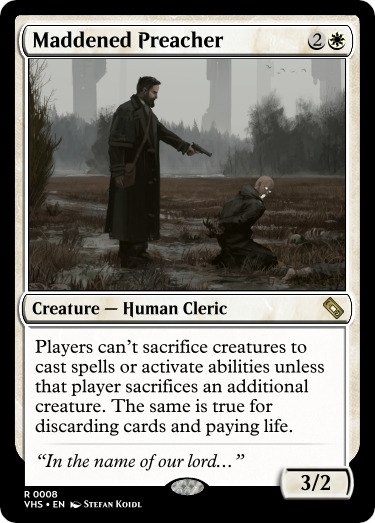 Maddened Preacher 2
Creature — Human Cleric
Players can't sacrifice creatures to
cast spells or activate abilities unless
that player sacrifices an additional
creature. The same is true for
discarding cards and paying life.
“In the name of our lord…”
3/2
R 0008
VHS • EN STEFAN KOIDL